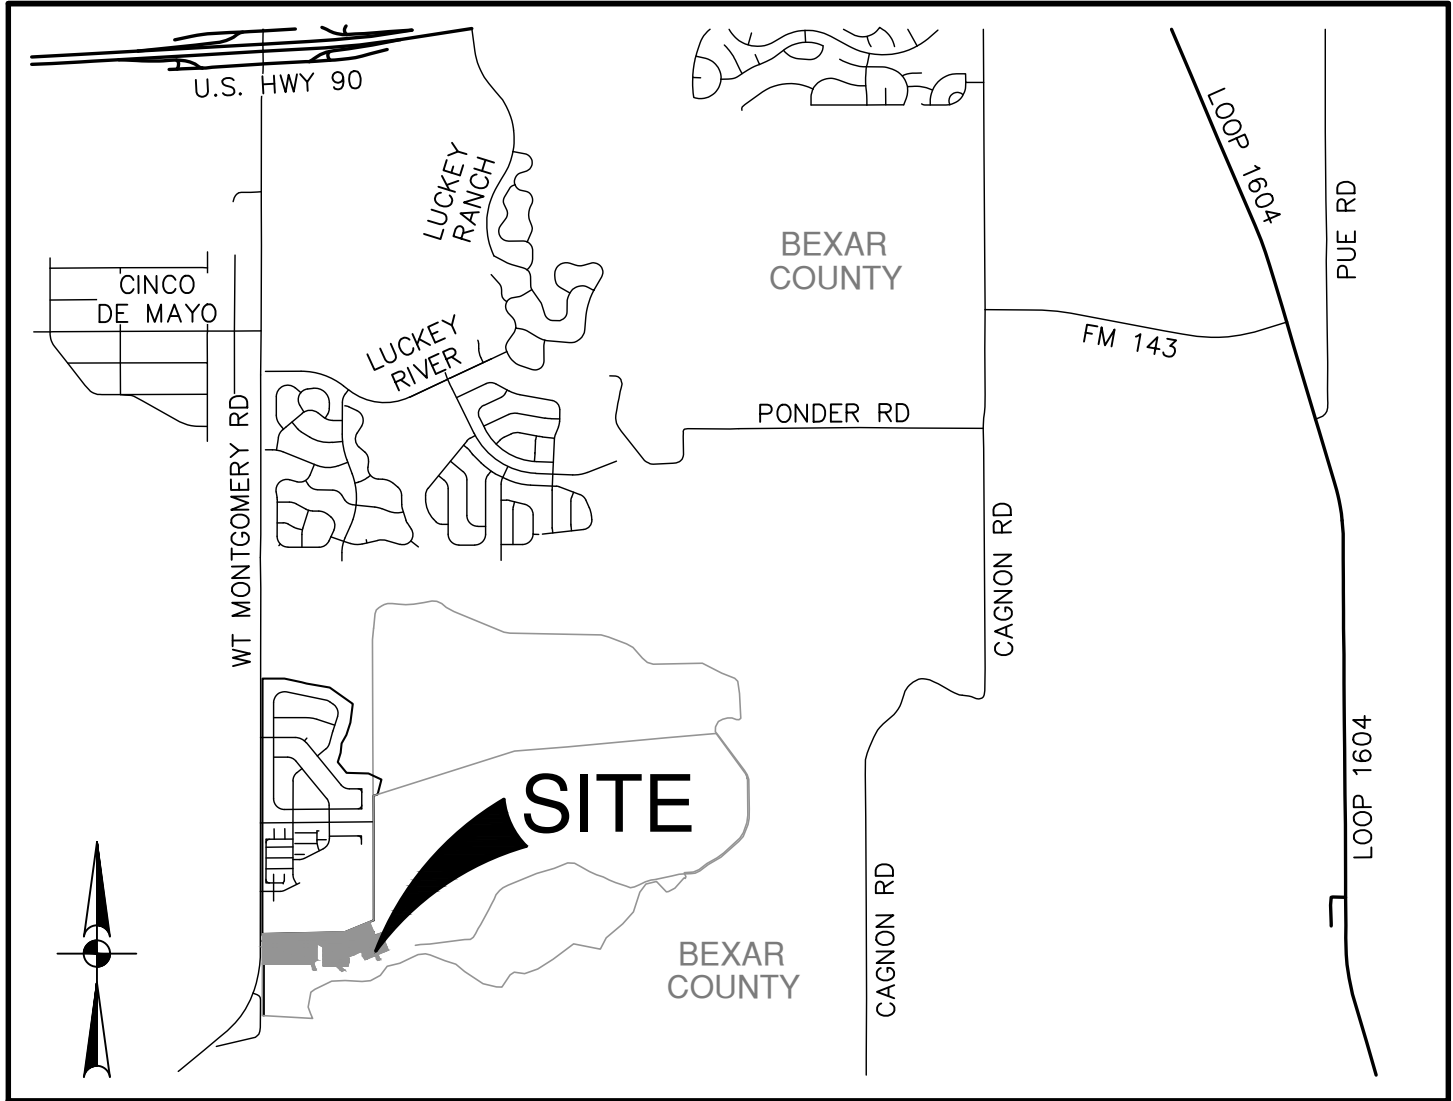 U.S. HWY 90
LOOP 1604
LUCKEY
RANCH
PUE RD
BEXAR
COUNTY
CINCO
DE MAYO
LUCKEY
RIVER
FM 143
PONDER RD
WT MONTGOMERY RD
CAGNON RD
SITE
LOOP 1604
CAGNON RD
BEXAR
COUNTY